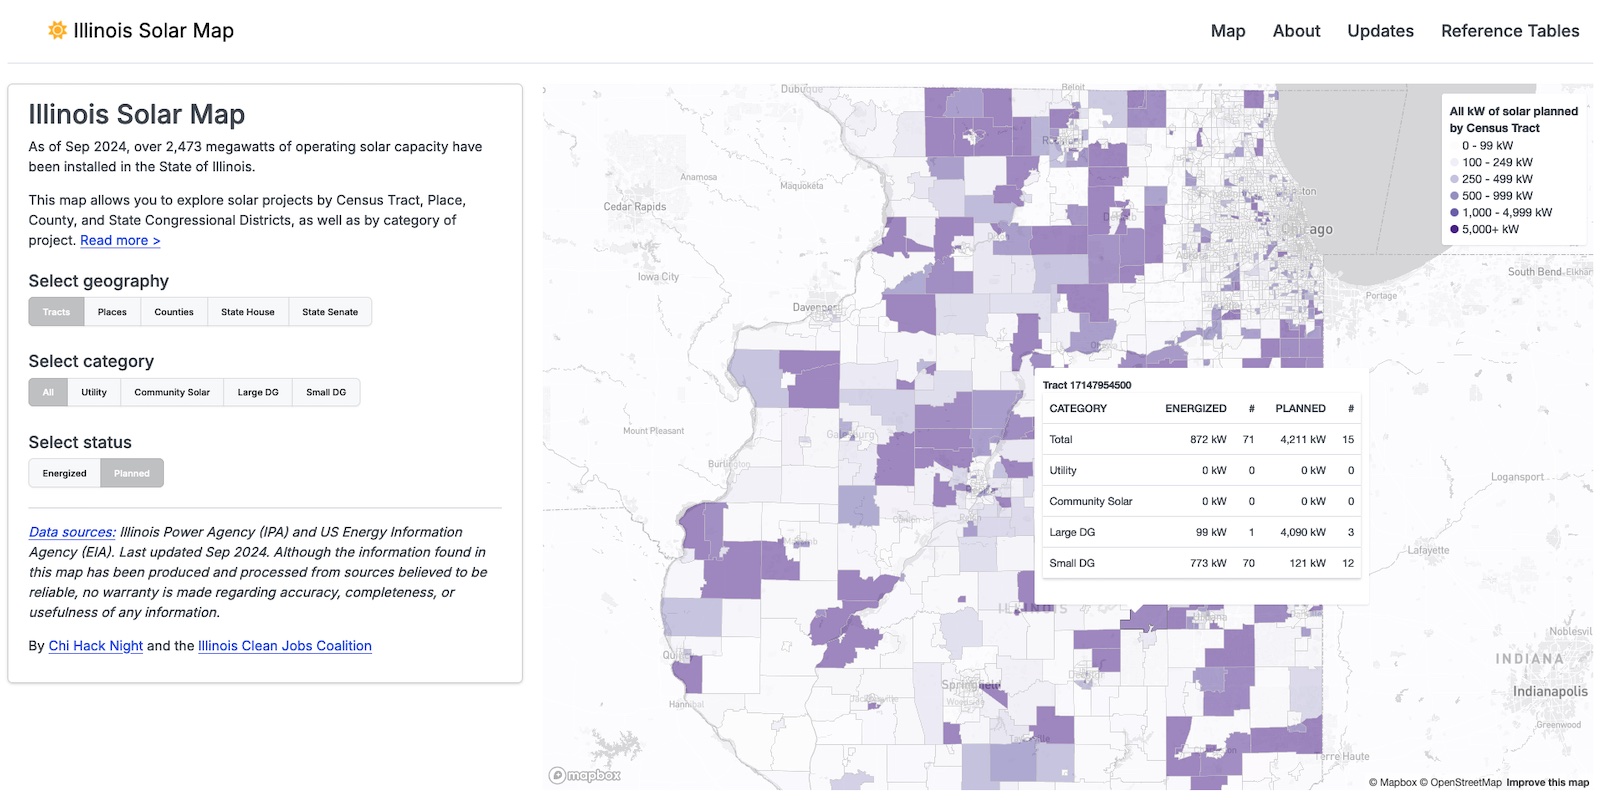 Illinois Solar Map
Map About Updates Reference Tables
Illinois Solar Map
As of Sep 2024, over 2,473 megawatts of operating solar capacity have
been installed in the State of Illinois.
This map allows you to explore solar projects by Census Tract, Place,
County, and State Congressional Districts, as well as by category of
project. Read more >
Select geography
Tracts Places Counties State House State Senate
Select category
All Utility Community Solar Large DG Small DG
Select status
Energized Planned
Data sources: Illinois Power Agency (IPA) and US Energy Information
Agency (EIA). Last updated Sep 2024. Although the information found in
this map has been produced and processed from sources believed to be
reliable, no warranty is made regarding accuracy, completeness, or
usefulness of any information.
By Chi Hack Night and the Illinois Clean Jobs Coalition
All kW of solar planned
by Census Tract
0 - 99 kW
100 - 249 kW
250 - 499 kW
500 - 999 kW
1,000 - 4,999 kW
5,000+ kW
Dubuque
Beloit
Anamosa
Maquoketa
Cedar Rapids
Chicago
Iowa City
South Bend
Portage
Davenport
Tract 17147954500
CATEGORY ENERGIZED # PLANNED #
Total 872 kW 71 4,211 kW 15
Utility 0 kW 0 0 kW 0
Community Solar 0 kW 0 0 kW 0
Large DG 99 kW 1 4,090 kW 3
Small DG 773 kW 70 121 kW 12
Mount Pleasant
Galesburg
Burlington
Logansport
Lafayette
ILLINOIS
Urbana
Noblesvil
Quincy
INDIANA
Springfield
Indianapolis
Hannibal
Jacksonville
Greenwood
Taylorville
Terre Haute
mapbox
© Mapbox © OpenStreetMap Improve this map